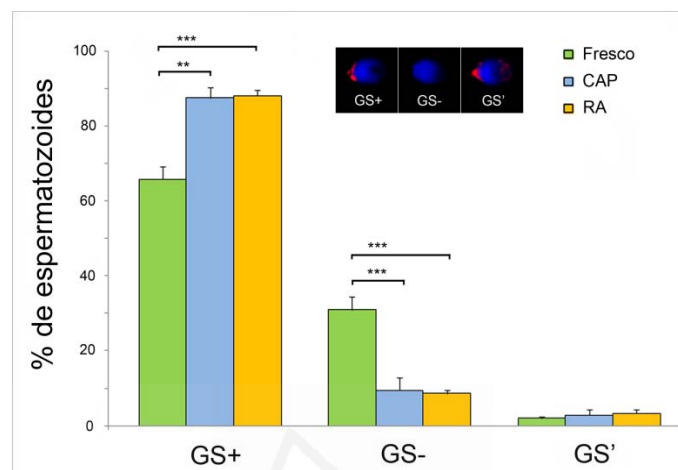 % de espermatozoides
100
80
60
40
20
0
***
**
***
***
GS+ GS- GS'
Fresco
CAP
RA
GS+ GS- GS'